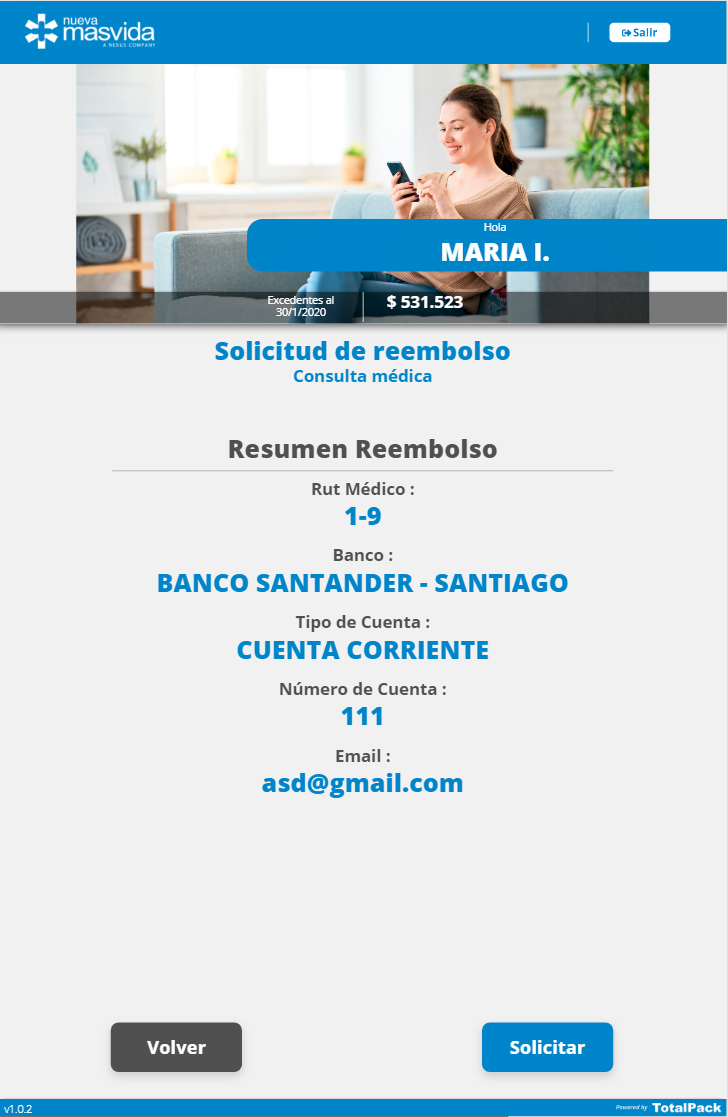 nueva
masvida
A NEXUS COMPANY
Salir
Hola
MARIA I.
Excedentes al
30/1/2020
$ 531.523
Solicitud de reembolso
Consulta médica
Resumen Reembolso
Rut Médico :
1-9
Banco :
BANCO SANTANDER - SANTIAGO
Tipo de Cuenta :
CUENTA CORRIENTE
Número de Cuenta :
111
Email :
asd@gmail.com
Volver
Solicitar
v1.0.2
Powered by TotalPack